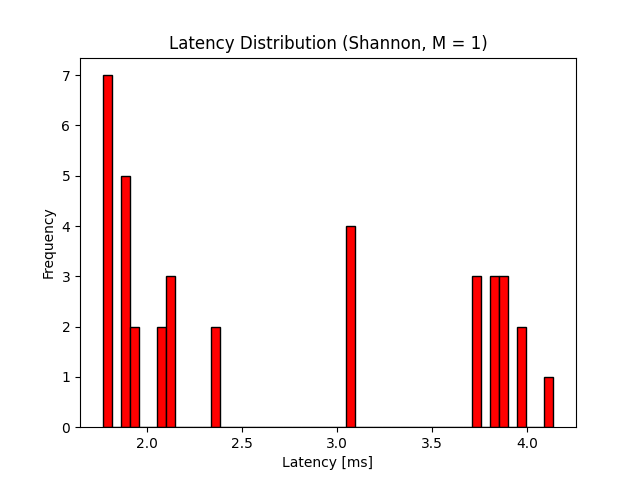 Latency Distribution (Shannon, M = 1)
Frequency
7
6
5
4
3
2
1
0
2.0 2.5 3.0 3.5 4.0
Latency [ms]